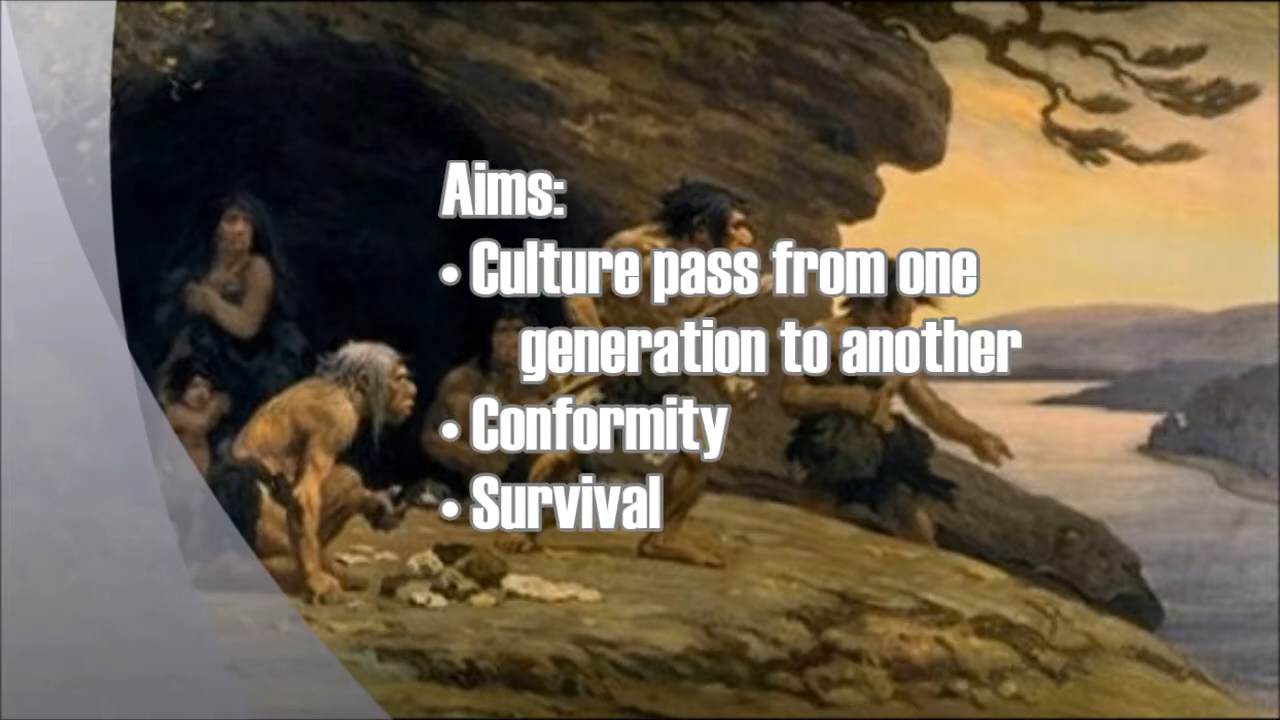 Aims:
• Culture pass from one
generation to another
• Conformity
• Survival